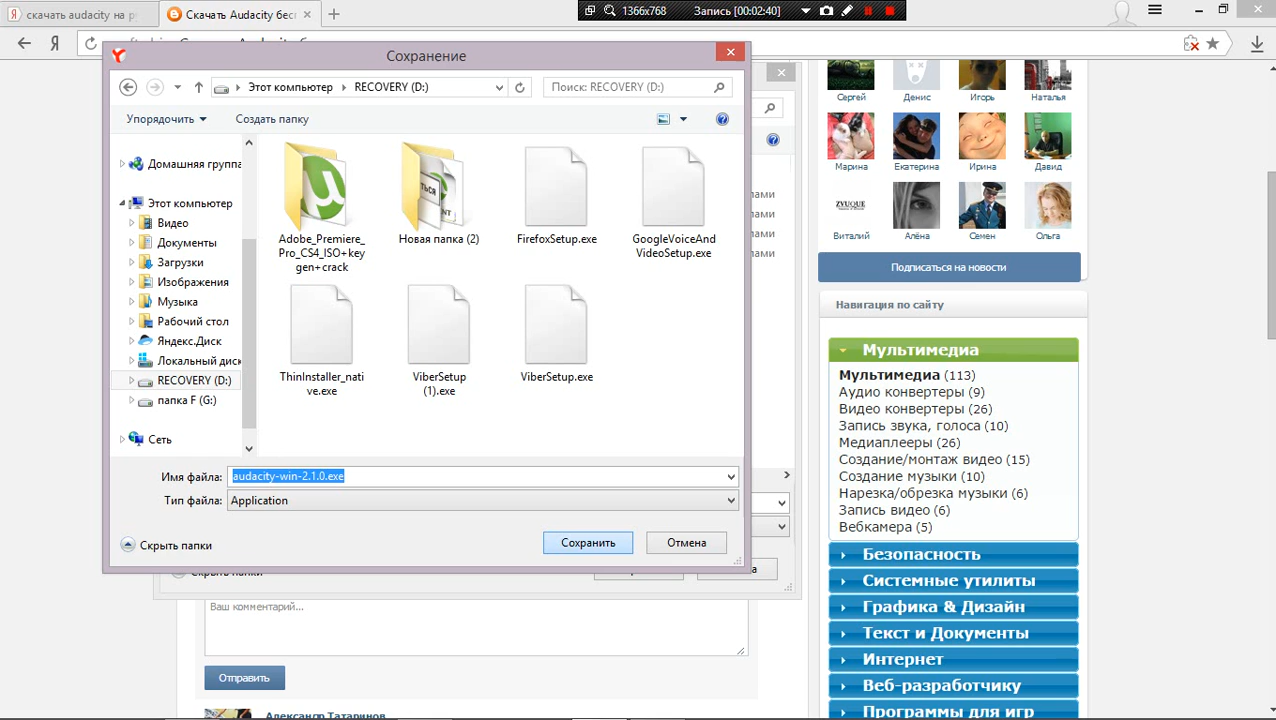 скачать audacity на ру
Скачать Audacity бес
1366x768
Запись [00:02:40]
Я
Сохранение
Этот компьютер
RECOVERY (D:)
Поиск: RECOVERY (D:)
Упорядочить
Создать папку
Домашняя группа
Этот компьютер
Видео
Документы
Загрузки
Изображения
Музыка
Рабочий стол
Яндекс.Диск
Локальный диск
RECOVERY (D:)
папка F (G:)
Сеть
Adobe_Premiere_
Pro_CS4_ISO+key
gen+crack
Новая папка (2)
FirefoxSetup.exe
GoogleVoiceAnd
VideoSetup.exe
ThinInstaller_nati
ve.exe
ViberSetup
(1).exe
ViberSetup.exe
Имя файла:
audacity-win-2.1.0.exe
Тип файла:
Application
Скрыть папки
Сохранить
Отмена
Ваш комментарий...
Отправить
Александр Татаринов
Сергей
Денис
Игорь
Наталья
Марина
Екатерина
Ирина
Давид
ZVUQUE
Виталий
Алёна
Семен
Ольга
Подписаться на новости
Навигация по сайту
Мультимедиа
Мультимедиа (113)
Аудио конвертеры (9)
Видео конвертеры (26)
Запись звука, голоса (10)
Медиаплееры (26)
Создание/монтаж видео (15)
Создание музыки (10)
Нарезка/обрезка музыки (6)
Запись видео (6)
Вебкамера (5)
Безопасность
Системные утилиты
Графика & Дизайн
Текст и Документы
Интернет
Веб-разработчику
Программы для игр